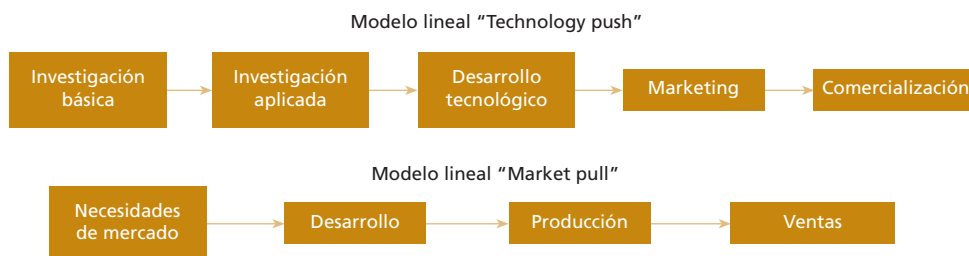 Modelo lineal “Technology push”
Investigación
básica
Investigación
aplicada
Desarrollo
tecnológico
Marketing
Comercialización
Modelo lineal “Market pull”
Necesidades
de mercado
Desarrollo
Producción
Ventas